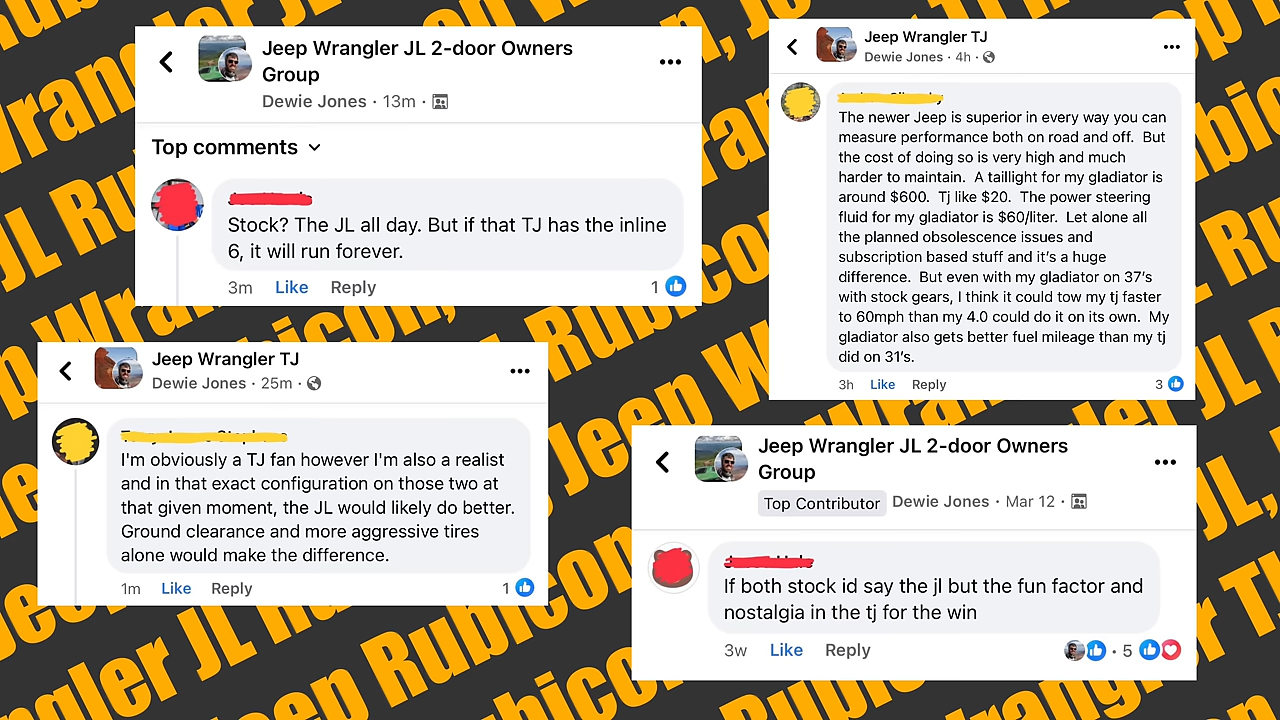 Jeep Wrangler JL 2-door Owners
Group
Dewie Jones · 13m ·
Top comments
Stock? The JL all day. But if that TJ has the inline
6, it will run forever.
3m Like Reply 1
Jeep Wrangler TJ
Dewie Jones · 4h ·
The newer Jeep is superior in every way you can
measure performance both on road and off. But
the cost of doing so is very high and much
harder to maintain. A taillight for my gladiator is
around $600. Tj like $20. The power steering
fluid for my gladiator is $60/liter. Let alone all
the planned obsolescence issues and
subscription based stuff and it's a huge
difference. But even with my gladiator on 37's
with stock gears, I think it could tow my tj faster
to 60mph than my 4.0 could do it on its own. My
gladiator also gets better fuel mileage than my tj
did on 31's.
3h Like Reply 3
Jeep Wrangler TJ
Dewie Jones · 25m ·
I'm obviously a TJ fan however I'm also a realist
and in that exact configuration on those two at
that given moment, the JL would likely do better.
Ground clearance and more aggressive tires
alone would make the difference.
1m Like Reply 1
Jeep Wrangler JL 2-door Owners
Group
Top Contributor Dewie Jones · Mar 12 ·
If both stock id say the jl but the fun factor and
nostalgia in the tj for the win
3w Like Reply · 5